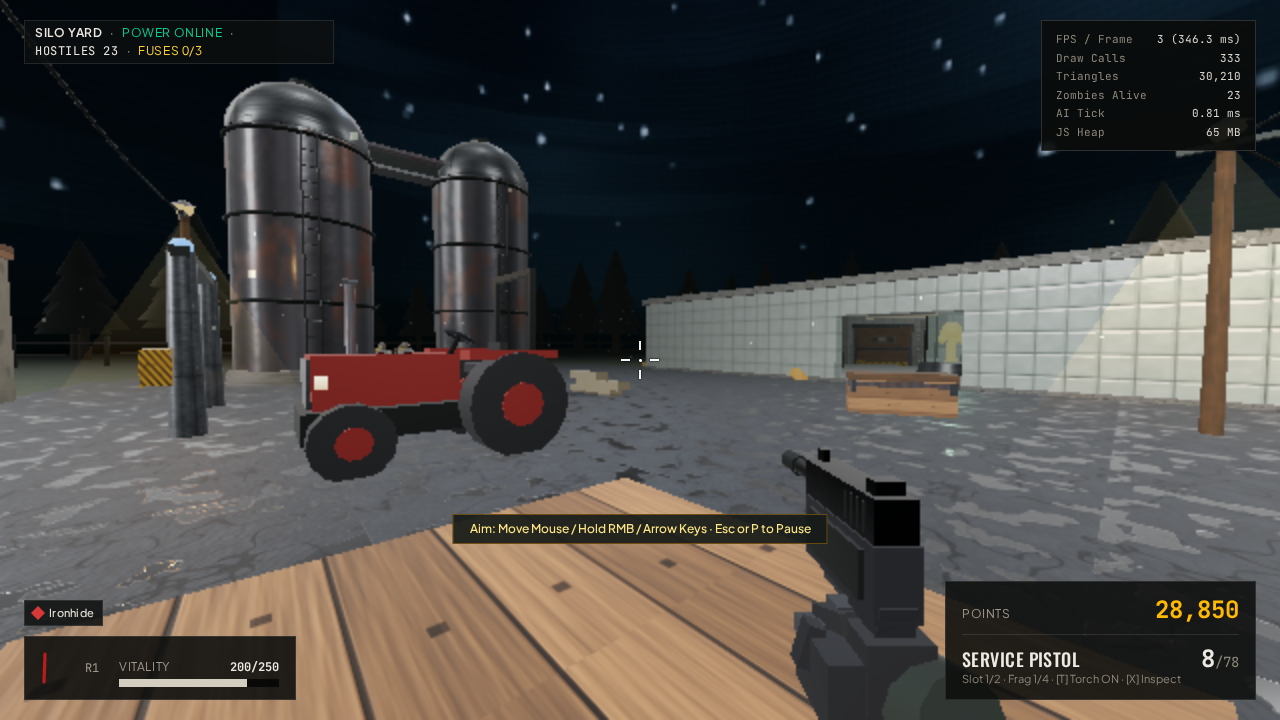 SILO YARD · POWER ONLINE ·
HOSTILES 23 · FUSES 0/3
FPS / Frame 3 (346.3 ms)
Draw Calls 333
Triangles 30,210
Zombies Alive 23
AI Tick 0.81 ms
JS Heap 65 MB
Aim: Move Mouse / Hold RMB / Arrow Keys · Esc or P to Pause
Ironhide
R1 VITALITY 200/250
POINTS 28,850
SERVICE PISTOL 8/78
Slot 1/2 · Frag 1/4 · [T] Torch ON · [X] Inspect